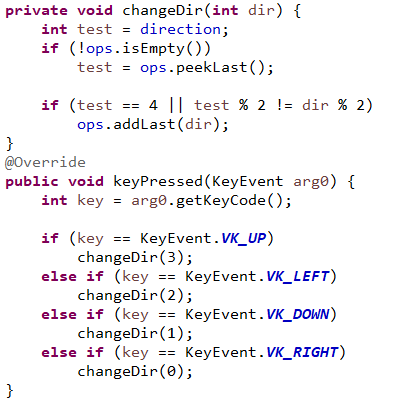 private void changeDir(int dir) {
    int test = direction;
    if (!ops.isEmpty())
        test = ops.peekLast();

    if (test == 4 || test % 2 != dir % 2)
        ops.addLast(dir);
}
@Override
public void keyPressed(KeyEvent arg0) {
    int key = arg0.getKeyCode();

    if (key == KeyEvent.VK_UP)
        changeDir(3);
    else if (key == KeyEvent.VK_LEFT)
        changeDir(2);
    else if (key == KeyEvent.VK_DOWN)
        changeDir(1);
    else if (key == KeyEvent.VK_RIGHT)
        changeDir(0);
}